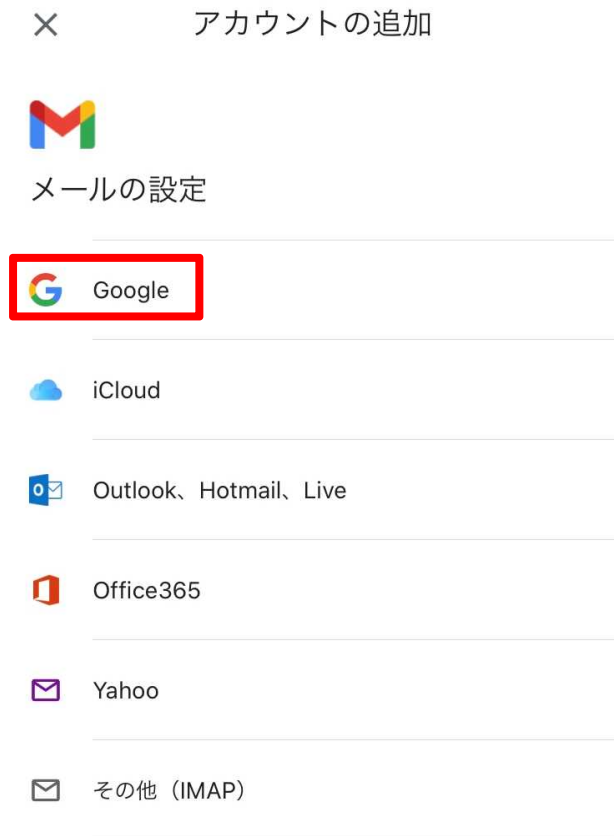 アカウントの追加
メールの設定
Google
iCloud
Outlook、Hotmail、Live
Office365
Yahoo
その他（IMAP）